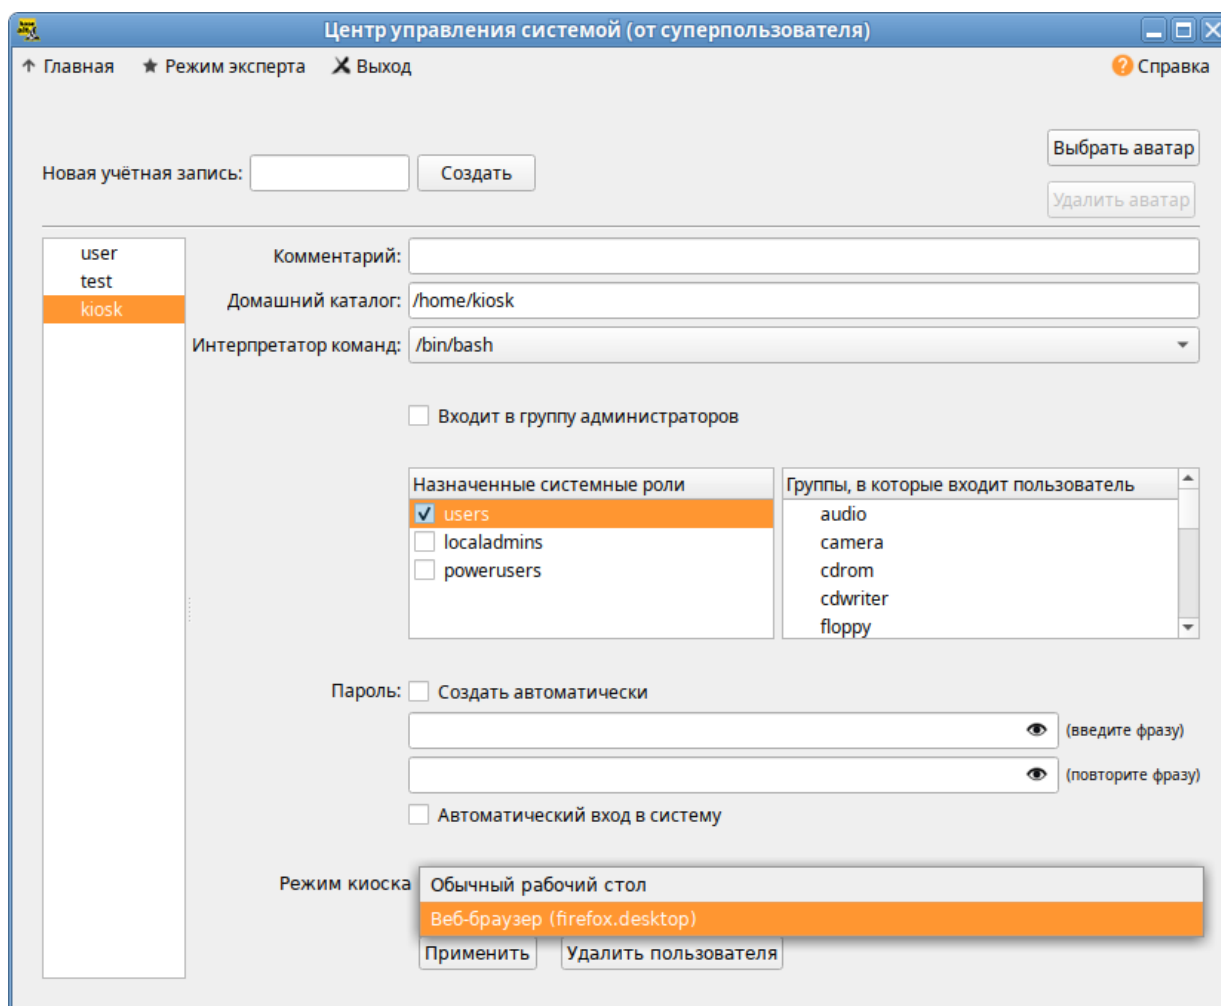 Центр управления системой (от суперпользователя)
Главная Режим эксперта Выход Справка
Выбрать аватар
Новая учётная запись: Создать
Удалить аватар
user
test
kiosk
Комментарий:
Домашний каталог: /home/kiosk
Интерпретатор команд: /bin/bash
Входит в группу администраторов
Назначенные системные роли
users
localadmins
powerusers
Группы, в которые входит пользователь
audio
camera
cdrom
cdwriter
floppy
Пароль: Создать автоматически
(введите фразу)
(повторите фразу)
Автоматический вход в систему
Режим киоска Обычный рабочий стол
Веб-браузер (firefox.desktop)
Применить Удалить пользователя